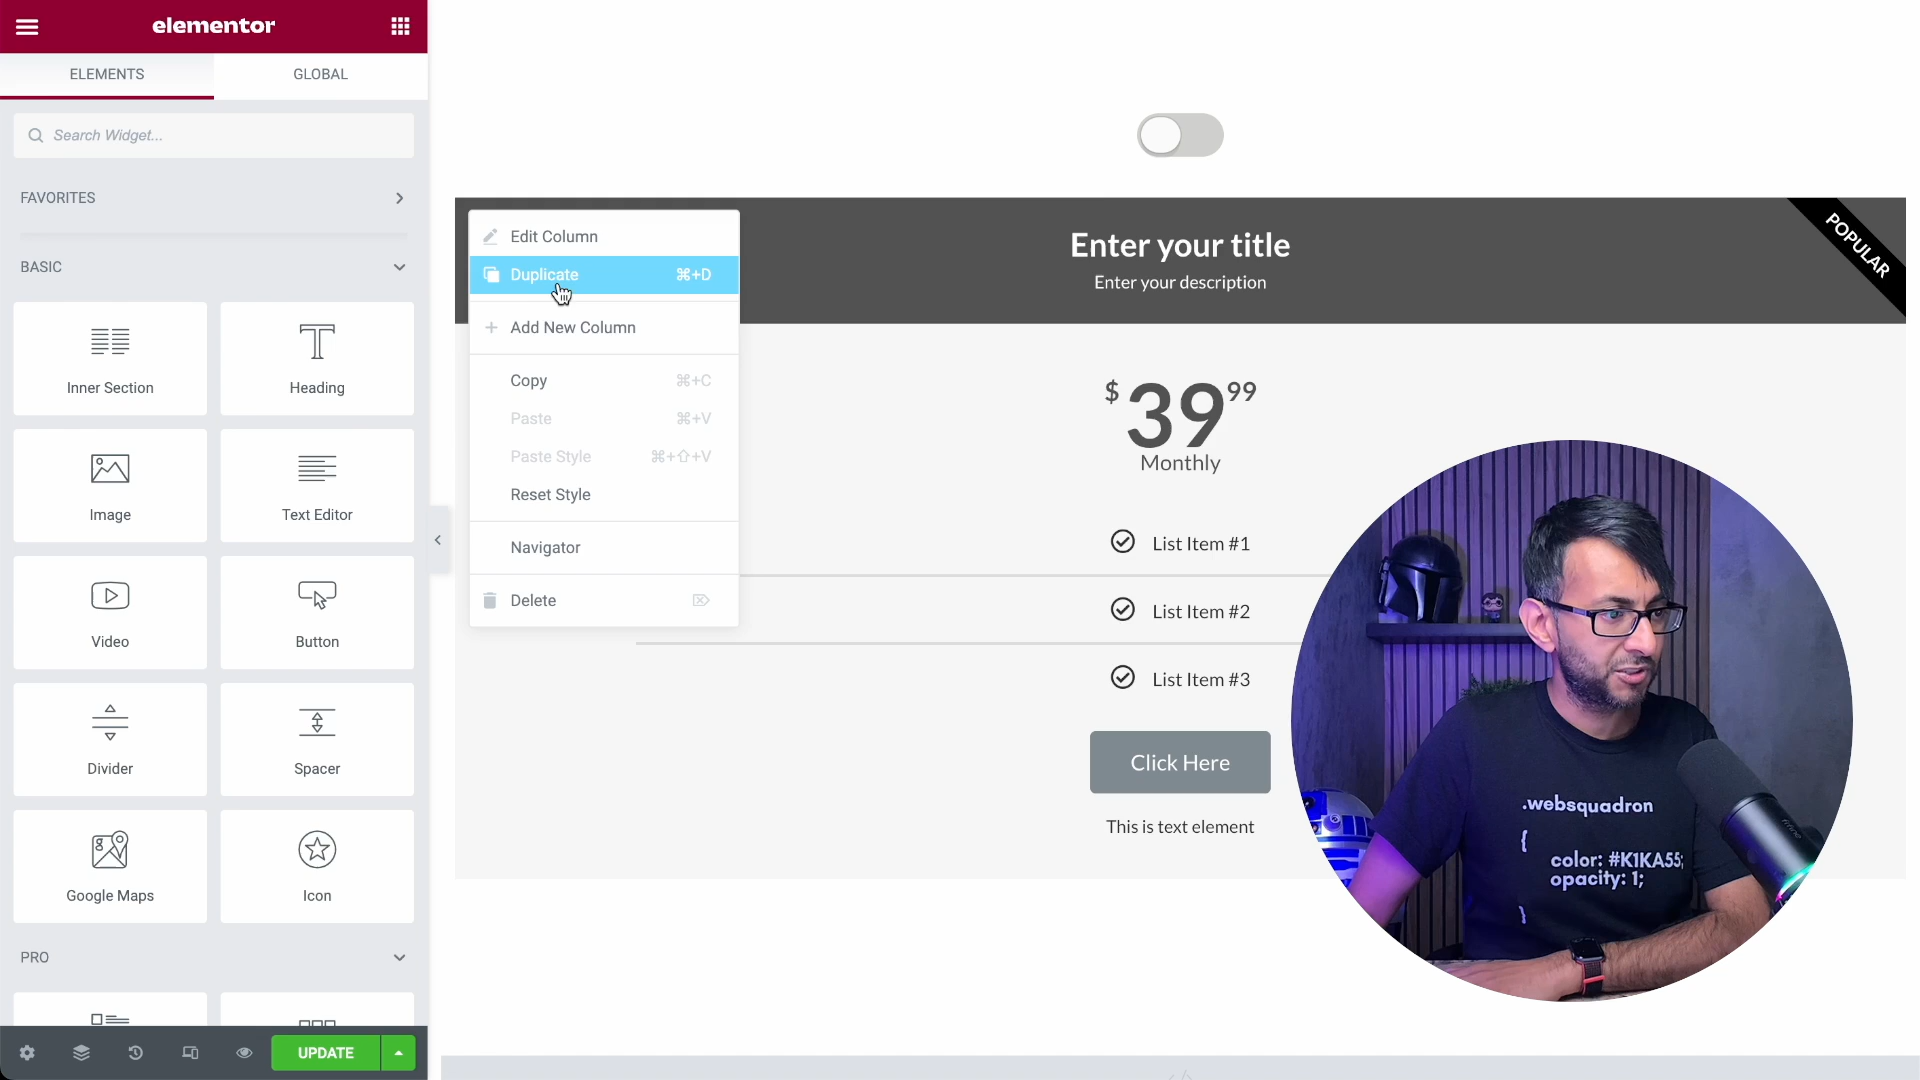 elementor
ELEMENTS
GLOBAL
Search Widget...
FAVORITES
BASIC
Inner Section
Heading
Image
Text Editor
Video
Button
Divider
Spacer
Google Maps
Icon
PRO
UPDATE
Edit Column
Duplicate ⌘+D
Add New Column
Copy ⌘+C
Paste ⌘+V
Paste Style ⌘+⇧+V
Reset Style
Navigator
Delete
Enter your title
Enter your description
POPULAR
$3999
Monthly
List Item #1
List Item #2
List Item #3
Click Here
This is text element
.websquadron
{
color: #K1KA55;
opacity: 1;
}